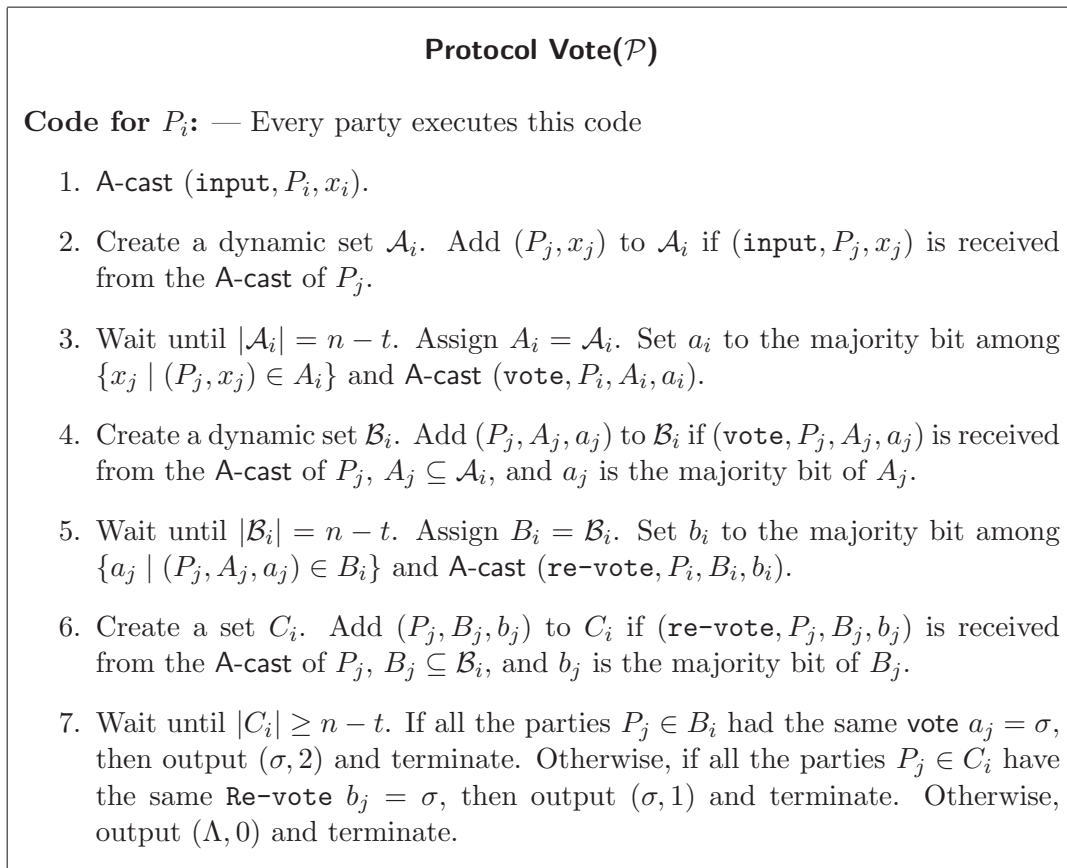 Protocol Vote(𝒫)
Code for P_i: — Every party executes this code
1. A-cast (input, P_i, x_i).
2. Create a dynamic set 𝒜_i. Add (P_j, x_j) to 𝒜_i if (input, P_j, x_j) is received
from the A-cast of P_j.
3. Wait until |𝒜_i| = n − t. Assign A_i = 𝒜_i. Set a_i to the majority bit among
{x_j | (P_j, x_j) ∈ A_i} and A-cast (vote, P_i, A_i, a_i).
4. Create a dynamic set ℬ_i. Add (P_j, A_j, a_j) to ℬ_i if (vote, P_j, A_j, a_j) is received
from the A-cast of P_j, A_j ⊆ 𝒜_i, and a_j is the majority bit of A_j.
5. Wait until |ℬ_i| = n − t. Assign B_i = ℬ_i. Set b_i to the majority bit among
{a_j | (P_j, A_j, a_j) ∈ B_i} and A-cast (re-vote, P_i, B_i, b_i).
6. Create a set C_i. Add (P_j, B_j, b_j) to C_i if (re-vote, P_j, B_j, b_j) is received
from the A-cast of P_j, B_j ⊆ ℬ_i, and b_j is the majority bit of B_j.
7. Wait until |C_i| ≥ n − t. If all the parties P_j ∈ B_i had the same vote a_j = σ,
then output (σ, 2) and terminate. Otherwise, if all the parties P_j ∈ C_i have
the same Re-vote b_j = σ, then output (σ, 1) and terminate. Otherwise,
output (Λ, 0) and terminate.